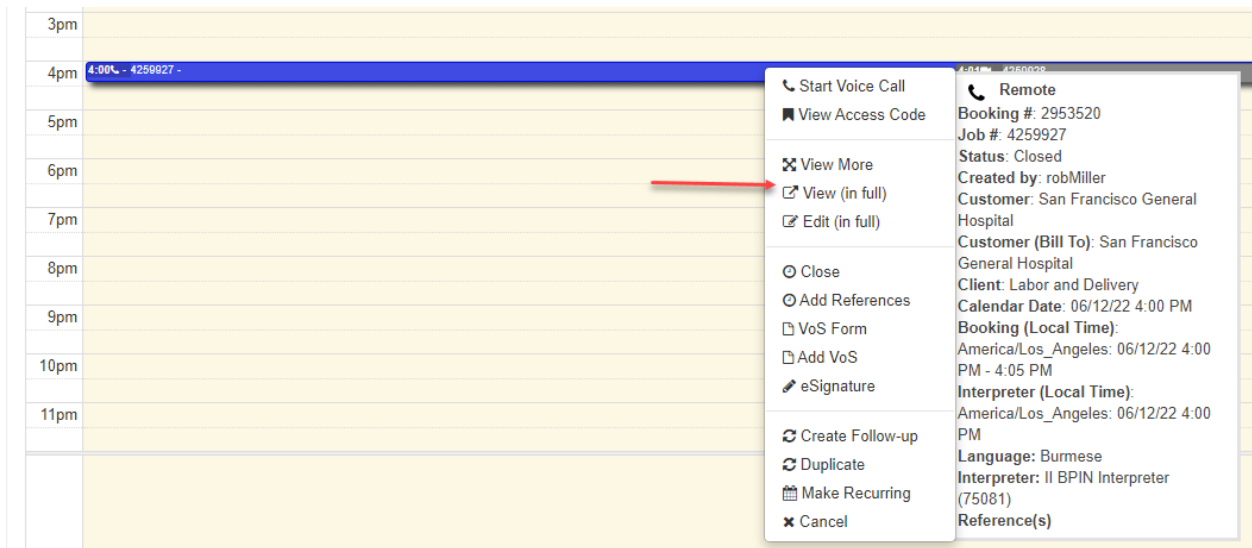 3pm
4pm
4:00 - 4259927 -
5pm
6pm
7pm
8pm
9pm
10pm
11pm
Start Voice Call
View Access Code
View More
View (in full)
Edit (in full)
Close
Add References
VoS Form
Add VoS
eSignature
Create Follow-up
Duplicate
Make Recurring
Cancel
Remote
Booking #: 2953520
Job #: 4259927
Status: Closed
Created by: robMiller
Customer: San Francisco General
Hospital
Customer (Bill To): San Francisco
General Hospital
Client: Labor and Delivery
Calendar Date: 06/12/22 4:00 PM
Booking (Local Time):
America/Los_Angeles: 06/12/22 4:00
PM - 4:05 PM
Interpreter (Local Time):
America/Los_Angeles: 06/12/22 4:00
PM
Language: Burmese
Interpreter: II BPIN Interpreter
(75081)
Reference(s)